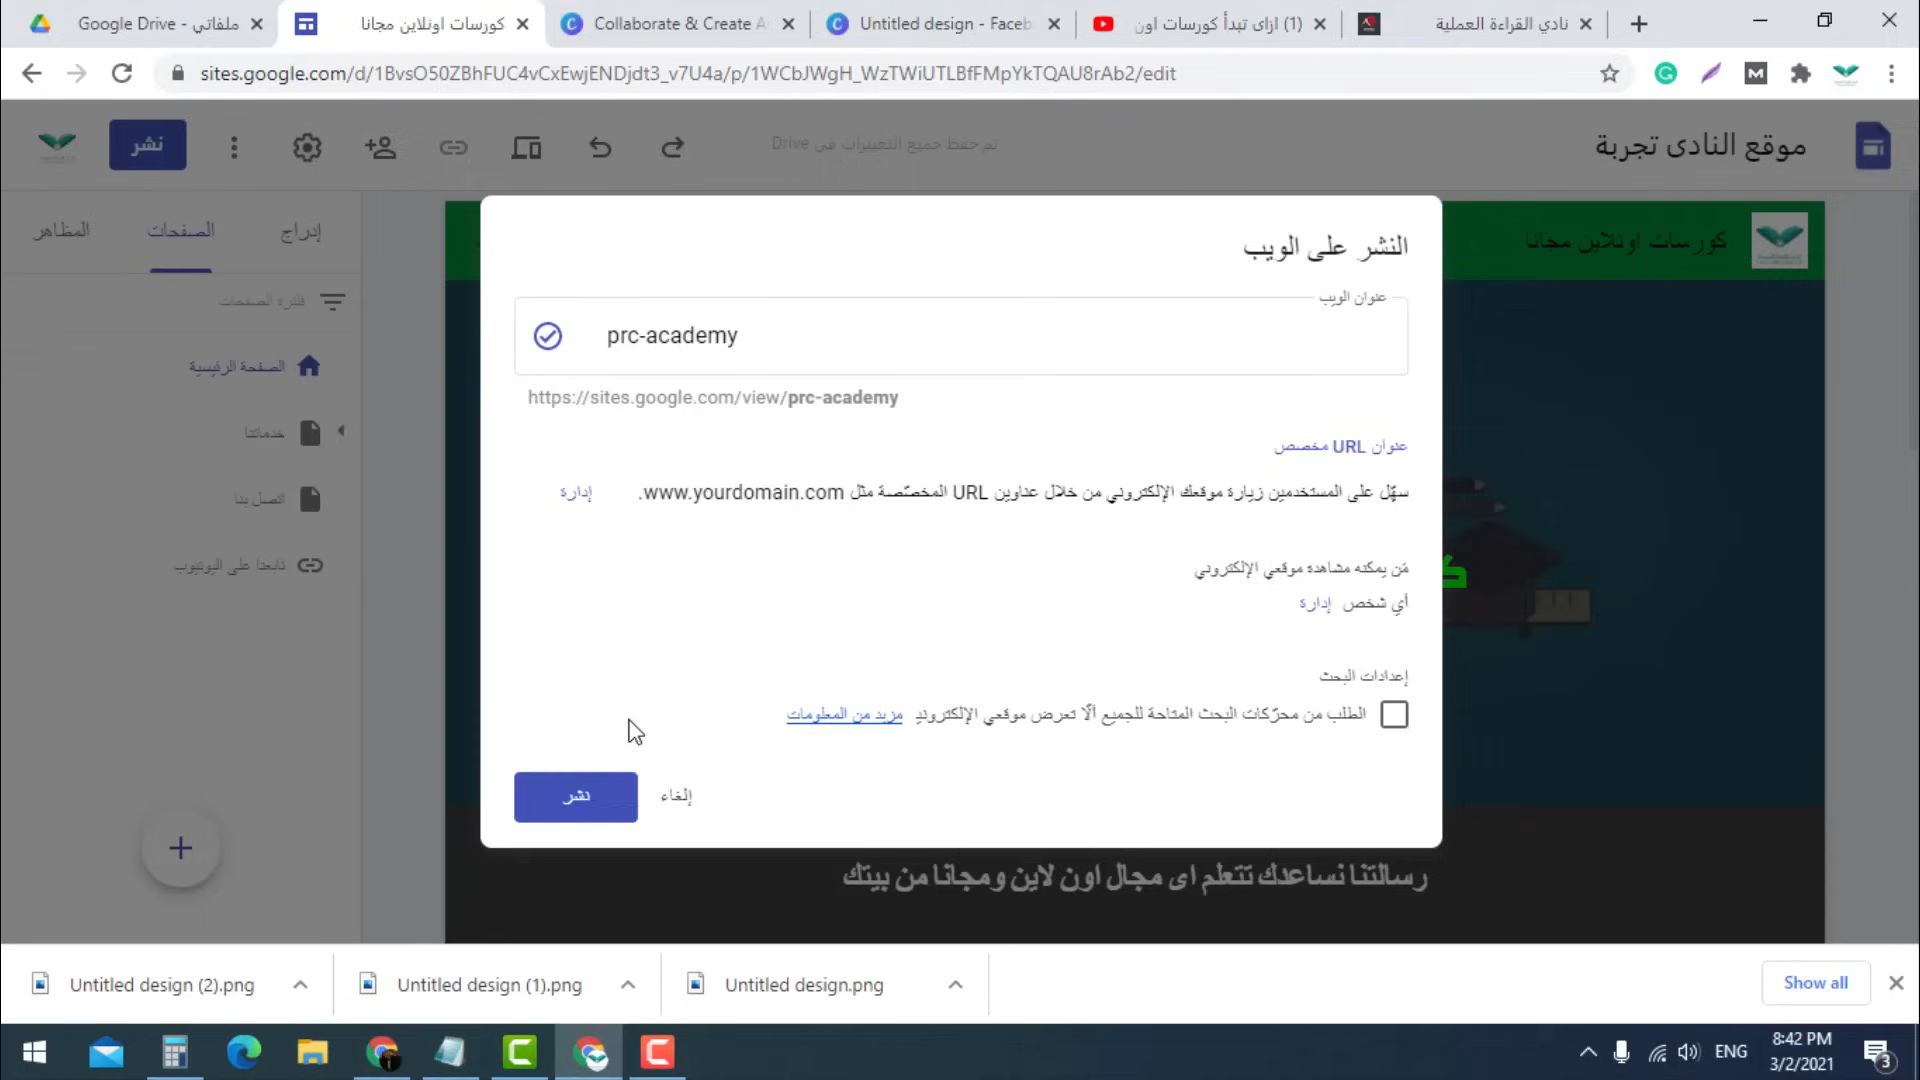 ملفاتي - Google Drive
كورسات اونلاين مجانا
Collaborate & Create A
Untitled design - Faceb
(1) ازاى تبدأ كورسات اون
نادي القراءة العملية
sites.google.com/d/1BvsO50ZBhFUC4vCxEwjENDjdt3_v7U4a/p/1WCbJWgH_WzTWiUTLBfFMpYkTQAU8rAb2/edit
موقع النادى تجربة
تم حفظ جميع التغييرات في Drive
نشر
إدراج
الصفحات
المظاهر
فلترة الصفحات
الصفحة الرئيسية
خدماتنا
اتصل بنا
تابعنا على اليوتيوب
كورسات اونلاين مجانا
النشر على الويب
عنوان الويب
prc-academy
https://sites.google.com/view/prc-academy
عنوان URL مخصص
سهّل على المستخدمين زيارة موقعك الإلكتروني من خلال عناوين URL المخصّصة مثل www.yourdomain.com. إدارة
مَن يمكنه مشاهدة موقعي الإلكتروني
أي شخص إدارة
إعدادات البحث
الطلب من محرّكات البحث المتاحة للجميع ألّا تعرض موقعي الإلكتروني مزيد من المعلومات
نشر
إلغاء
رسالتنا نساعدك تتعلم اى مجال اون لاين ومجانا من بيتك
Untitled design (2).png
Untitled design (1).png
Untitled design.png
Show all
ENG
8:42 PM
3/2/2021
3